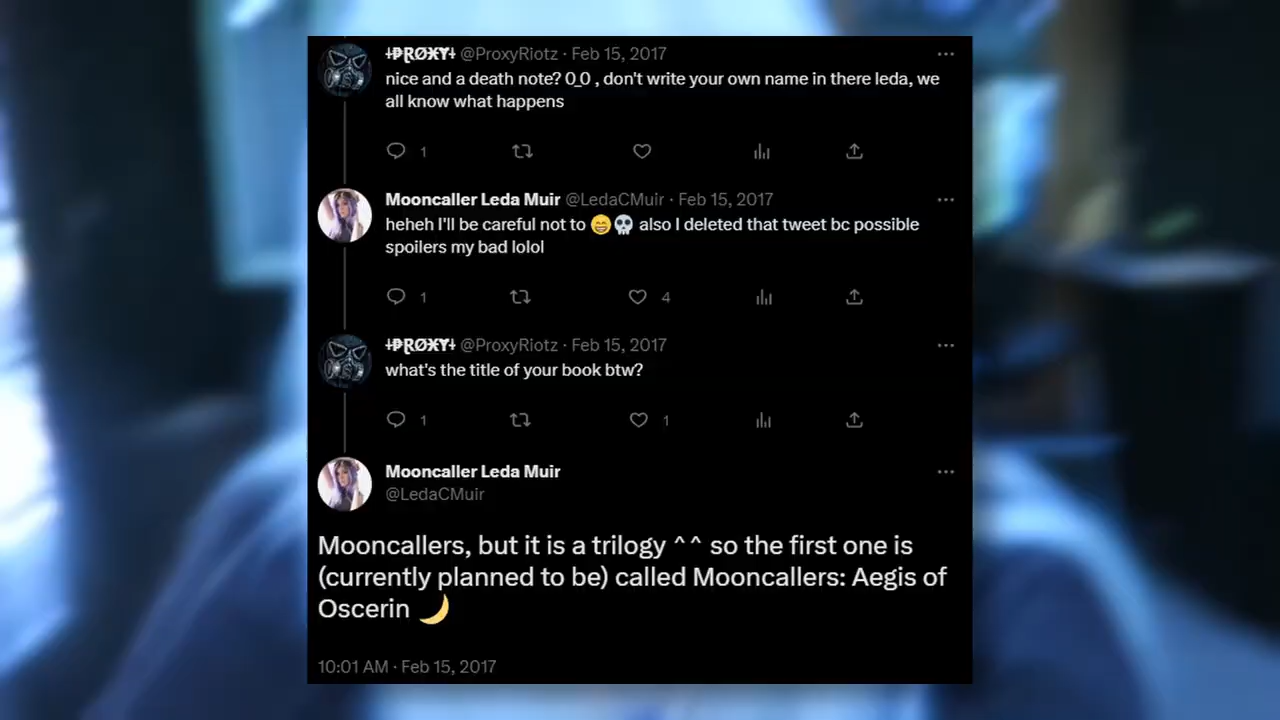 ⱡ₱ⱤØӾɎⱡ @ProxyRiotz · Feb 15, 2017
nice and a death note? 0_0 , don't write your own name in there leda, we
all know what happens
1
Mooncaller Leda Muir @LedaCMuir · Feb 15, 2017
heheh I'll be careful not to 😁💀 also I deleted that tweet bc possible
spoilers my bad lolol
1 4
ⱡ₱ⱤØӾɎⱡ @ProxyRiotz · Feb 15, 2017
what's the title of your book btw?
1 1
Mooncaller Leda Muir
@LedaCMuir
Mooncallers, but it is a trilogy ^^ so the first one is
(currently planned to be) called Mooncallers: Aegis of
Oscerin 🌙
10:01 AM · Feb 15, 2017